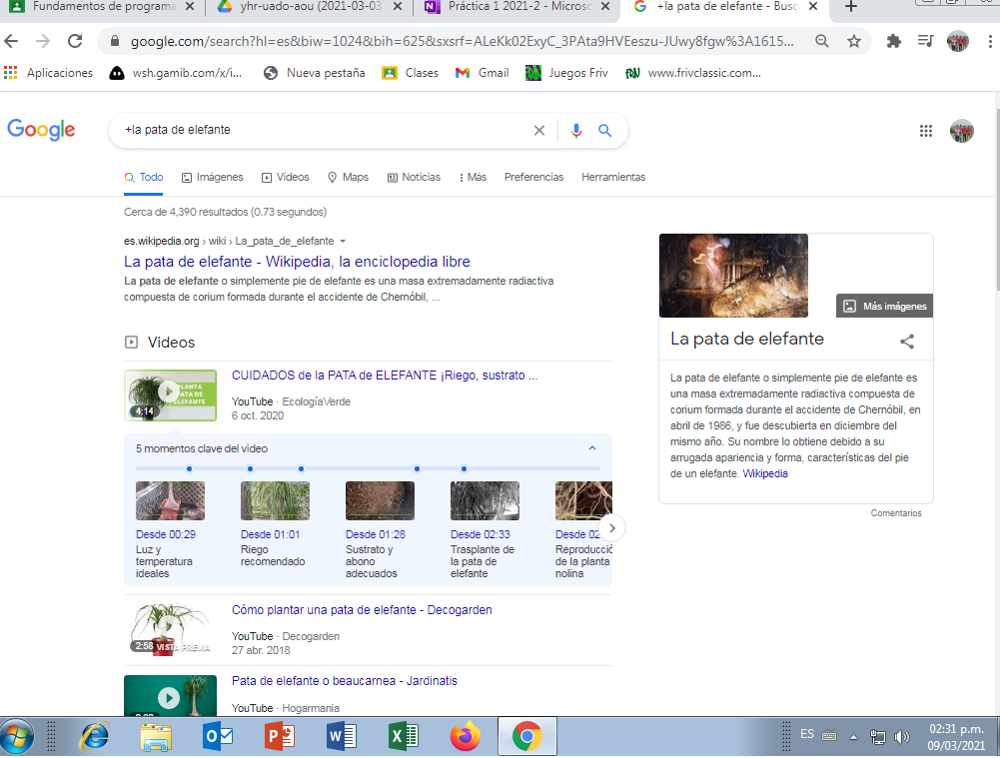 Fundamentos de programa
yhr-uado-aou (2021-03-03
Práctica 1 2021-2 - Microso
+la pata de elefante - Busc
google.com/search?hl=es&biw=1024&bih=625&sxsrf=ALeKk02ExyC_3PAta9HVEeszu-JUwy8fgw%3A1615...
Aplicaciones
wsh.gamib.com/x/i...
Nueva pestaña
Clases
Gmail
Juegos Friv
www.frivclassic.com...
Google
+la pata de elefante
Todo
Imágenes
Vídeos
Maps
Noticias
Más
Preferencias
Herramientas
Cerca de 4,390 resultados (0.73 segundos)
es.wikipedia.org › wiki › La_pata_de_elefante
La pata de elefante - Wikipedia, la enciclopedia libre
La pata de elefante o simplemente pie de elefante es una masa extremadamente radiactiva
compuesta de corium formada durante el accidente de Chernóbil, ...
Videos
PLANTA
PATA DE
ELEFANTE
4:14
CUIDADOS de la PATA de ELEFANTE ¡Riego, sustrato ...
YouTube · EcologíaVerde
6 oct. 2020
5 momentos clave del video
Desde 00:29
Luz y
temperatura
ideales
Desde 01:01
Riego
recomendado
Desde 01:28
Sustrato y
abono
adecuados
Desde 02:33
Trasplante de
la pata de
elefante
Desde 02
Reproducció
de la planta
nolina
2:58 VISTA PREVIA
Cómo plantar una pata de elefante - Decogarden
YouTube · Decogarden
27 abr. 2018
Pata de elefante o beaucarnea - Jardinatis
YouTube · Hogarmania
Más imágenes
La pata de elefante
La pata de elefante o simplemente pie de elefante es
una masa extremadamente radiactiva compuesta de
corium formada durante el accidente de Chernóbil, en
abril de 1986, y fue descubierta en diciembre del
mismo año. Su nombre lo obtiene debido a su
arrugada apariencia y forma, características del pie
de un elefante. Wikipedia
Comentarios
ES
02:31 p.m.
09/03/2021